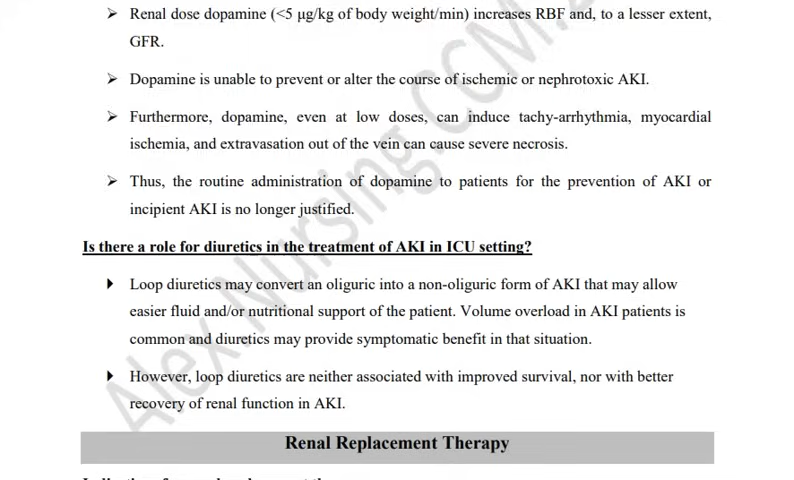 ➢ Renal dose dopamine (<5 µg/kg of body weight/min) increases RBF and, to a lesser extent,
GFR.
➢ Dopamine is unable to prevent or alter the course of ischemic or nephrotoxic AKI.
➢ Furthermore, dopamine, even at low doses, can induce tachy-arrhythmia, myocardial
ischemia, and extravasation out of the vein can cause severe necrosis.
➢ Thus, the routine administration of dopamine to patients for the prevention of AKI or
incipient AKI is no longer justified.
Is there a role for diuretics in the treatment of AKI in ICU setting?
Loop diuretics may convert an oliguric into a non-oliguric form of AKI that may allow
easier fluid and/or nutritional support of the patient. Volume overload in AKI patients is
common and diuretics may provide symptomatic benefit in that situation.
However, loop diuretics are neither associated with improved survival, nor with better
recovery of renal function in AKI.
Renal Replacement Therapy
Alex Nursing.CCM.